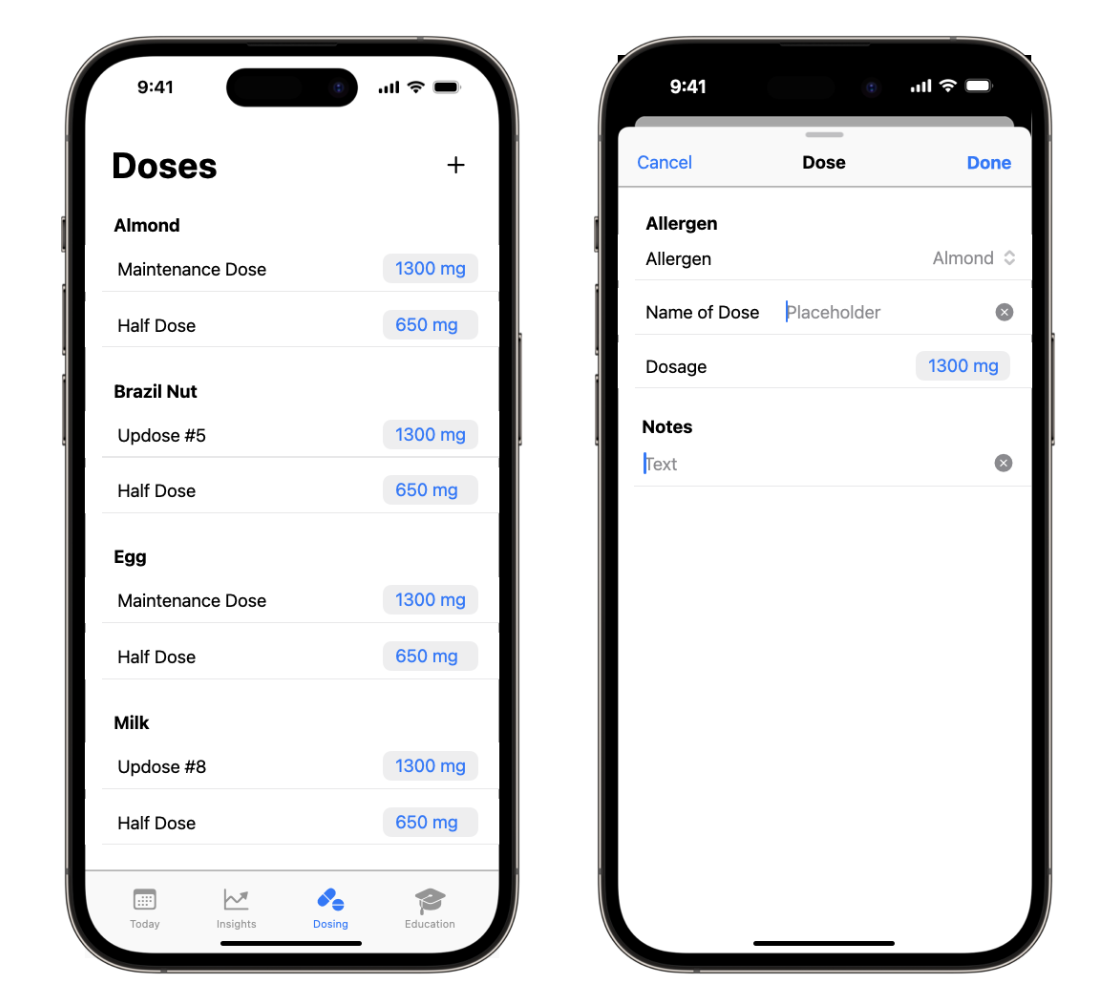 9:41
Doses +
Almond
Maintenance Dose 1300 mg
Half Dose 650 mg
Brazil Nut
Updose #5 1300 mg
Half Dose 650 mg
Egg
Maintenance Dose 1300 mg
Half Dose 650 mg
Milk
Updose #8 1300 mg
Half Dose 650 mg
Today Insights Dosing Education
9:41
Cancel Dose Done
Allergen
Allergen Almond
Name of Dose Placeholder
Dosage 1300 mg
Notes
Text